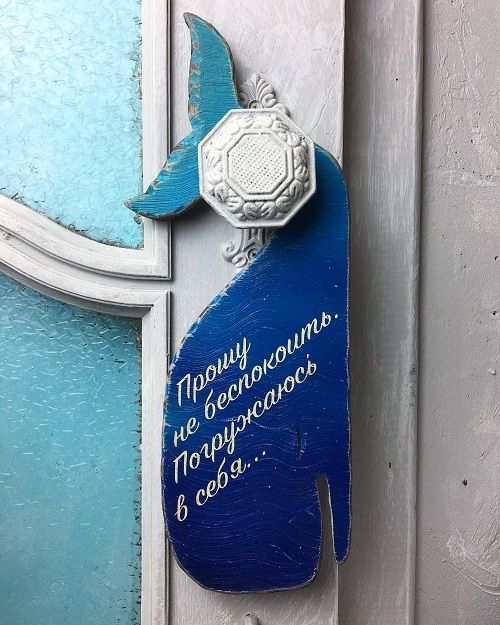 Прошу
не беспокоить.
Погружаюсь
в себя...